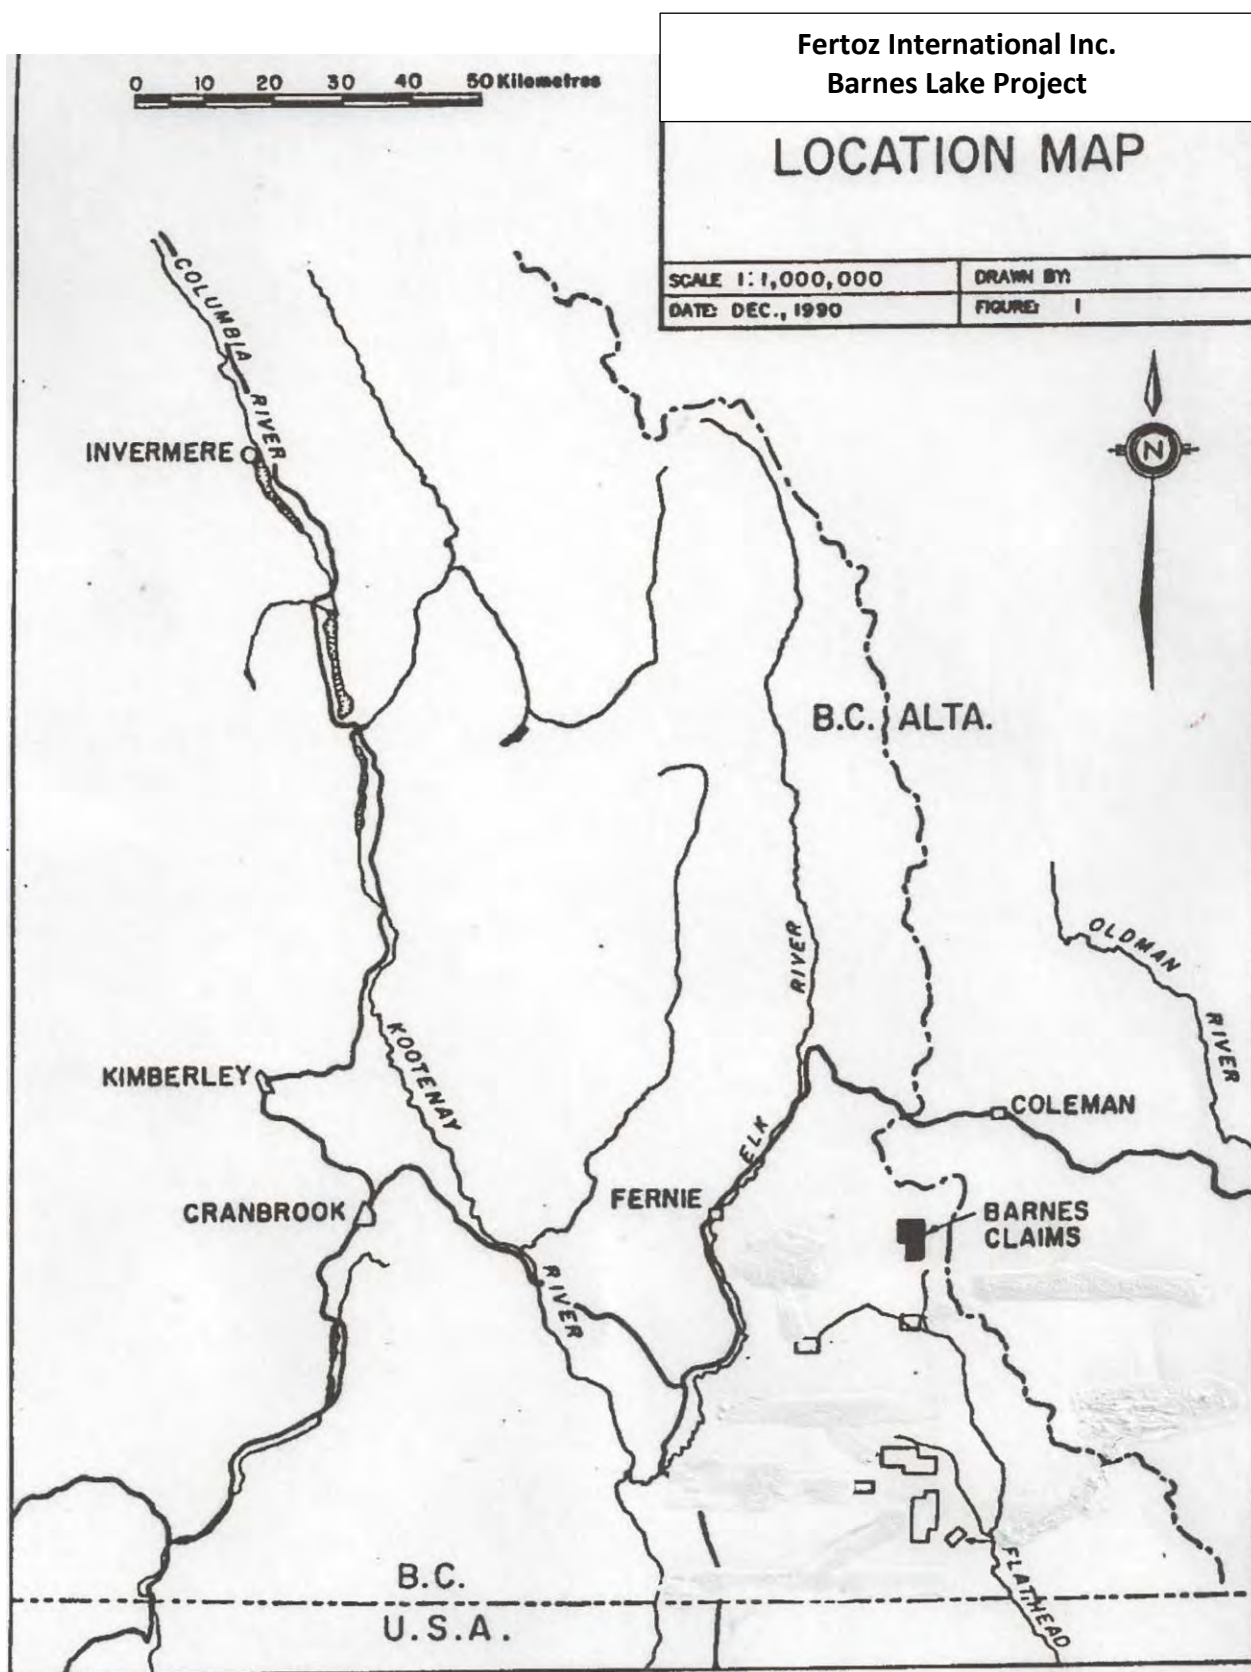 Fertoz International Inc.
Barnes Lake Project
0 10 20 30 40 50 Kilometres
LOCATION MAP
SCALE 1:1,000,000
DRAWN BY:
DATE: DEC., 1990
FIGURE: 1
COLUMBIA RIVER
INVERMERE
N
B.C. ALTA.
OLDMAN RIVER
RIVER
KOOTENAY
KIMBERLEY
COLEMAN
ELK
FERNIE
CRANBROOK
BARNES
CLAIMS
RIVER
B.C.
FLATHEAD
U.S.A.